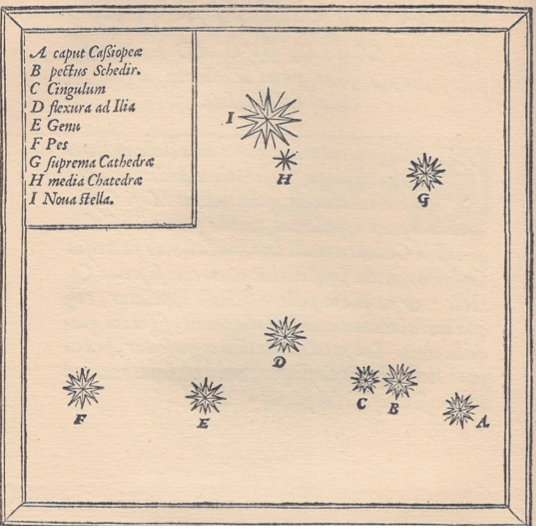 A caput Caſsiopeæ
B pectus Schedir.
C Cingulum
D flexura ad Ilia
E Genu
F Pes
G ſuprema Cathedræ
H media Chatedræ
I Noua ſtella.
I
H
G
D
F
E
C
B
A